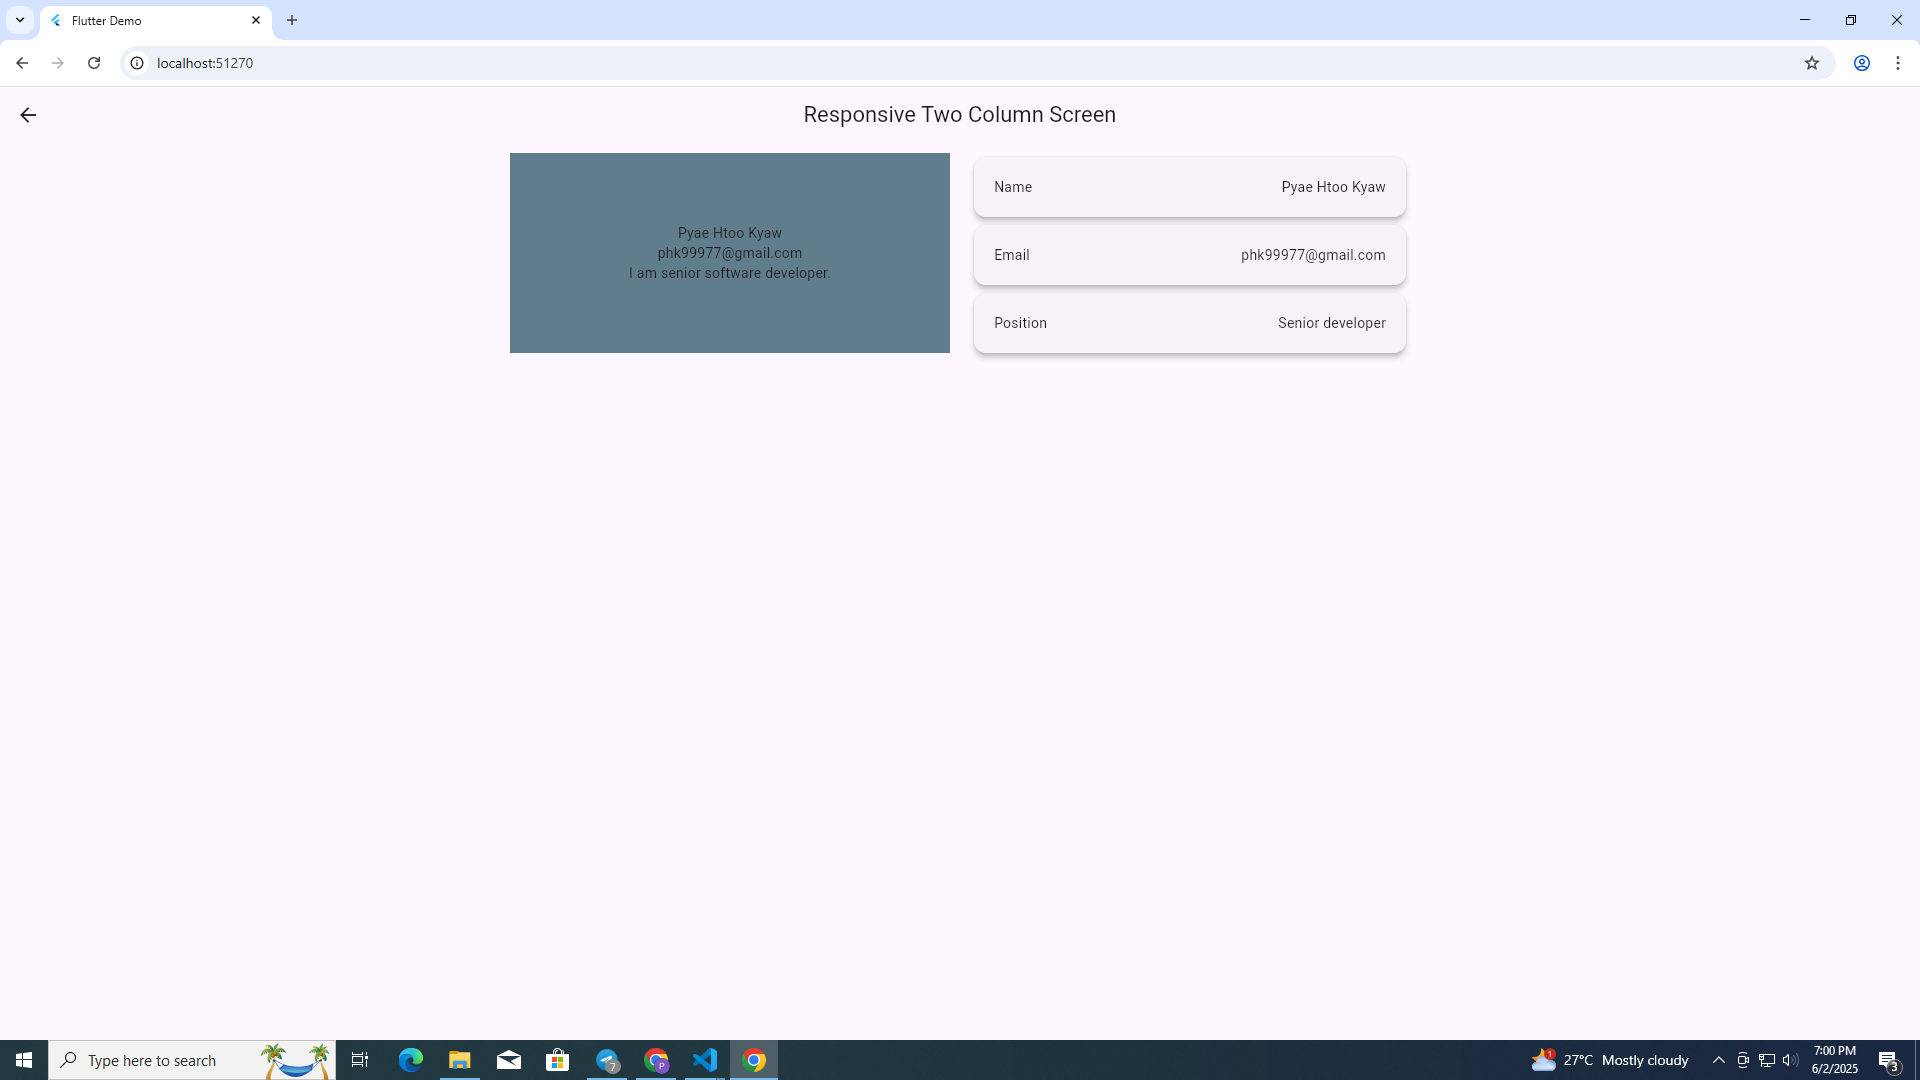 Flutter Demo
localhost:51270
Responsive Two Column Screen
Pyae Htoo Kyaw
phk99977@gmail.com
I am senior software developer.
Name Pyae Htoo Kyaw
Email phk99977@gmail.com
Position Senior developer
Type here to search
7
P
1
27°C Mostly cloudy
7:00 PM
6/2/2025
3